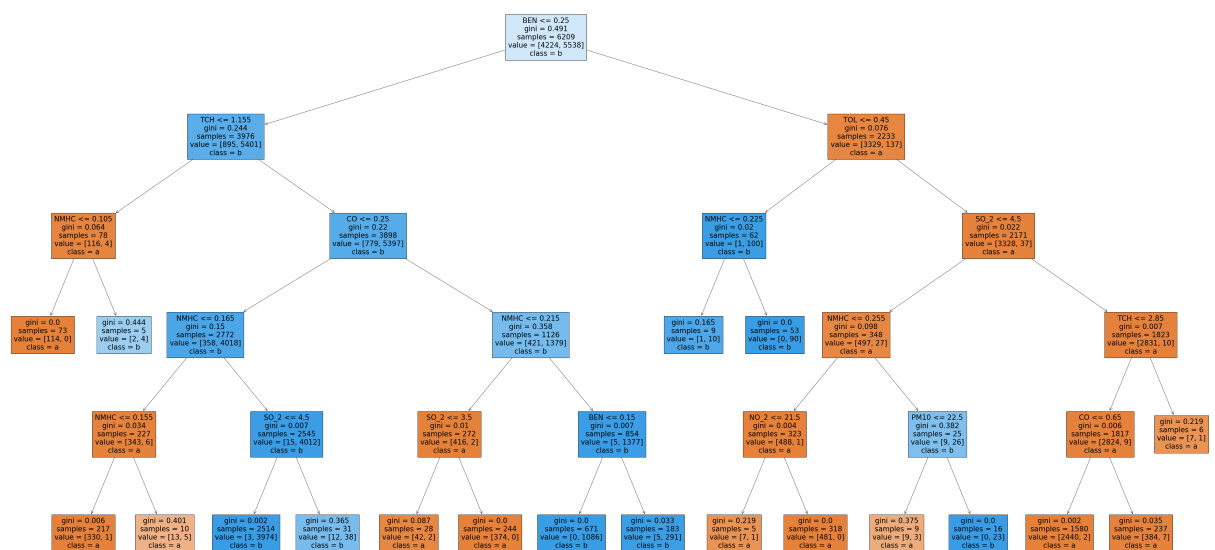 BEN <= 0.25
gini = 0.491
samples = 6209
value = [4224, 5538]
class = b
TCH <= 1.155
gini = 0.244
samples = 3976
value = [895, 5401]
class = b
TOL <= 0.45
gini = 0.076
samples = 2233
value = [3329, 137]
class = a
NMHC <= 0.105
gini = 0.064
samples = 78
value = [116, 4]
class = a
CO <= 0.25
gini = 0.22
samples = 3898
value = [779, 5397]
class = b
NMHC <= 0.225
gini = 0.02
samples = 62
value = [1, 100]
class = b
SO_2 <= 4.5
gini = 0.022
samples = 2171
value = [3328, 37]
class = a
gini = 0.0
samples = 73
value = [114, 0]
class = a
gini = 0.444
samples = 5
value = [2, 4]
class = b
NMHC <= 0.165
gini = 0.15
samples = 2772
value = [358, 4018]
class = b
NMHC <= 0.215
gini = 0.358
samples = 1126
value = [421, 1379]
class = b
gini = 0.165
samples = 9
value = [1, 10]
class = b
gini = 0.0
samples = 53
value = [0, 90]
class = b
NMHC <= 0.255
gini = 0.098
samples = 348
value = [497, 27]
class = a
TCH <= 2.85
gini = 0.007
samples = 1823
value = [2831, 10]
class = a
NMHC <= 0.155
gini = 0.034
samples = 227
value = [343, 6]
class = a
SO_2 <= 4.5
gini = 0.007
samples = 2545
value = [15, 4012]
class = b
SO_2 <= 3.5
gini = 0.01
samples = 272
value = [416, 2]
class = a
BEN <= 0.15
gini = 0.007
samples = 854
value = [5, 1377]
class = b
NO_2 <= 21.5
gini = 0.004
samples = 323
value = [488, 1]
class = a
PM10 <= 22.5
gini = 0.382
samples = 25
value = [9, 26]
class = b
CO <= 0.65
gini = 0.006
samples = 1817
value = [2824, 9]
class = a
gini = 0.219
samples = 6
value = [7, 1]
class = a
gini = 0.006
samples = 217
value = [330, 1]
class = a
gini = 0.401
samples = 10
value = [13, 5]
class = a
gini = 0.002
samples = 2514
value = [3, 3974]
class = b
gini = 0.365
samples = 31
value = [12, 38]
class = b
gini = 0.087
samples = 28
value = [42, 2]
class = a
gini = 0.0
samples = 244
value = [374, 0]
class = a
gini = 0.0
samples = 671
value = [0, 1086]
class = b
gini = 0.033
samples = 183
value = [5, 291]
class = b
gini = 0.219
samples = 5
value = [7, 1]
class = a
gini = 0.0
samples = 318
value = [481, 0]
class = a
gini = 0.375
samples = 9
value = [9, 3]
class = a
gini = 0.0
samples = 16
value = [0, 23]
class = b
gini = 0.002
samples = 1580
value = [2440, 2]
class = a
gini = 0.035
samples = 237
value = [384, 7]
class = a